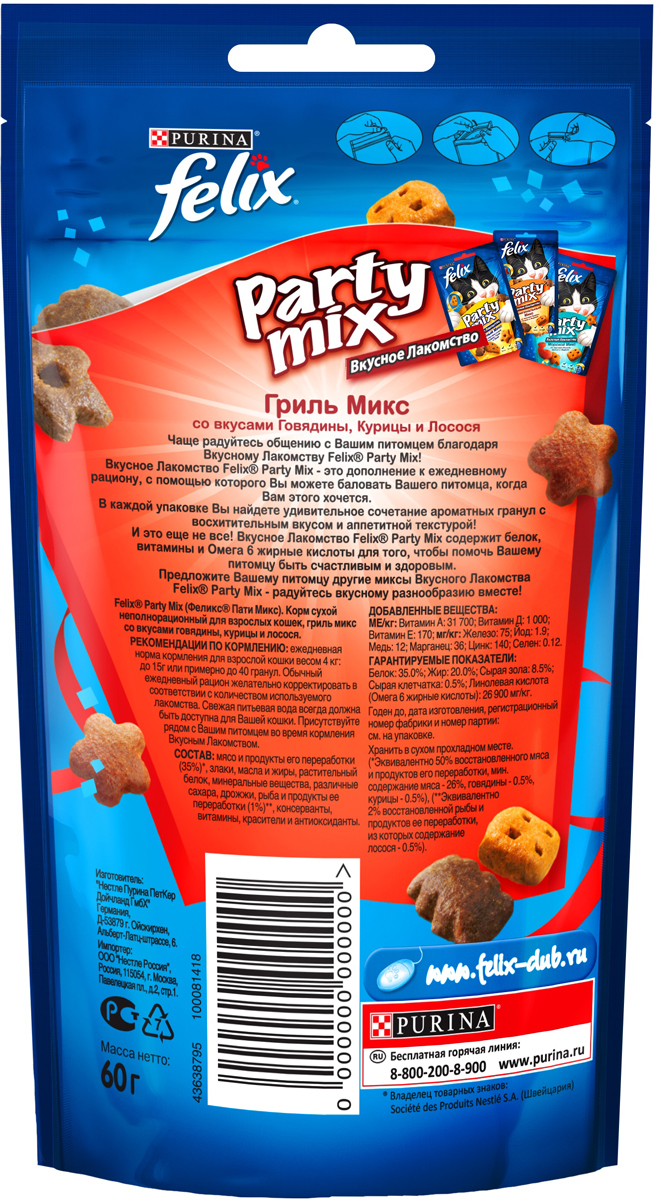 PURINA®
felix®
felix
Party
mix
felix
Party
mix
felix
Party
mix
Party
mix
Вкусное Лакомство
Гриль Микс
со вкусами Говядины, Курицы и Лосося
Чаще радуйтесь общению с Вашим питомцем благодаря
Вкусному Лакомству Felix® Party Mix!
Вкусное Лакомство Felix® Party Mix - это дополнение к ежедневному
рациону, с помощью которого Вы можете баловать Вашего питомца, когда
Вам этого хочется.
В каждой упаковке Вы найдете удивительное сочетание ароматных гранул с
восхитительным вкусом и аппетитной текстурой!
И это еще не все! Вкусное Лакомство Felix® Party Mix содержит белок,
витамины и Омега 6 жирные кислоты для того, чтобы помочь Вашему
питомцу быть счастливым и здоровым.
Предложите Вашему питомцу другие миксы Вкусного Лакомства
Felix® Party Mix - радуйтесь вкусному разнообразию вместе!
Felix® Party Mix (Феликс® Пати Микс). Корм сухой
неполнорационный для взрослых кошек, гриль микс
со вкусами говядины, курицы и лосося.
РЕКОМЕНДАЦИИ ПО КОРМЛЕНИЮ: ежедневная
норма кормления для взрослой кошки весом 4 кг:
до 15г или примерно до 40 гранул. Обычный
ежедневный рацион желательно корректировать в
соответствии с количеством используемого
лакомства. Свежая питьевая вода всегда должна
быть доступна для Вашей кошки. Присутствуйте
рядом с Вашим питомцем во время кормления
Вкусным Лакомством.
СОСТАВ: мясо и продукты его переработки
(35%)*, злаки, масла и жиры, растительный
белок, минеральные вещества, различные
сахара, дрожжи, рыба и продукты ее
переработки (1%)**, консерванты,
витамины, красители и антиоксиданты.
ДОБАВЛЕННЫЕ ВЕЩЕСТВА:
МЕ/кг: Витамин А: 31 700; Витамин Д: 1 000;
Витамин Е: 170; мг/кг: Железо: 75; Йод: 1.9;
Медь: 12; Марганец: 36; Цинк: 140; Селен: 0.12.
ГАРАНТИРУЕМЫЕ ПОКАЗАТЕЛИ:
Белок: 35.0%; Жир: 20.0%; Сырая зола: 8.5%;
Сырая клетчатка: 0.5%; Линолевая кислота
(Омега 6 жирные кислоты): 26 900 мг/кг.
Годен до, дата изготовления, регистрационный
номер фабрики и номер партии:
см. на упаковке.
Хранить в сухом прохладном месте.
(*Эквивалентно 50% восстановленного мяса
и продуктов его переработки, мин.
содержание мяса - 26%, говядины - 0.5%,
курицы - 0.5%), (**Эквивалентно
2% восстановленной рыбы и
продуктов ее переработки,
из которых содержание
лосося - 0.5%).
Изготовитель:
"Нестле Пурина ПетКер
Дойчланд ГмбХ"
Германия,
Д-53879 г. Ойскирхен,
Альберт-Латц-штрассе, 6.
Импортер:
ООО "Нестле Россия",
Россия, 115054, г. Москва,
Павелецкая пл., д.2, стр.1.
РСТ
7
Масса нетто:
60 г
43638795 100081418
0 000000 000000 >
www.felix-club.ru
PURINA
RU Бесплатная горячая линия:
8-800-200-8-900 www.purina.ru
® Владелец товарных знаков:
Société des Produits Nestlé S.A. (Швейцария)